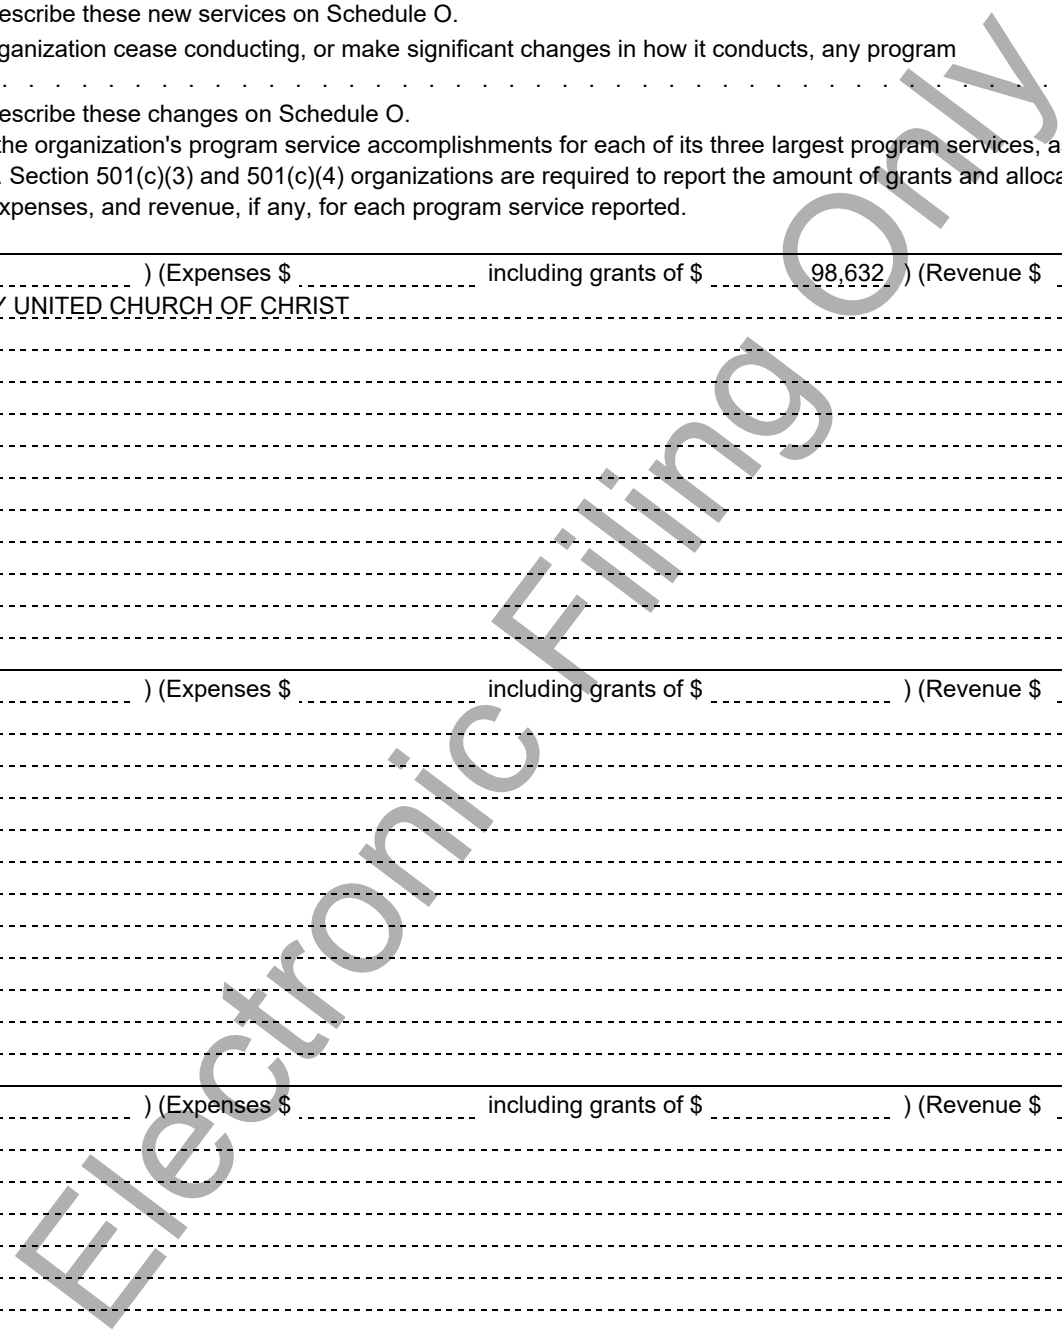 escribe these new services on Schedule O.
ganization cease conducting, or make significant changes in how it conducts, any program
escribe these changes on Schedule O.
the organization's program service accomplishments for each of its three largest program services, a
. Section 501(c)(3) and 501(c)(4) organizations are required to report the amount of grants and alloca
xpenses, and revenue, if any, for each program service reported.
) (Expenses $ including grants of $ 98,632 ) (Revenue $
Y UNITED CHURCH OF CHRIST
) (Expenses $ including grants of $ ) (Revenue $
) (Expenses $ including grants of $ ) (Revenue $
Electronic Filing Only